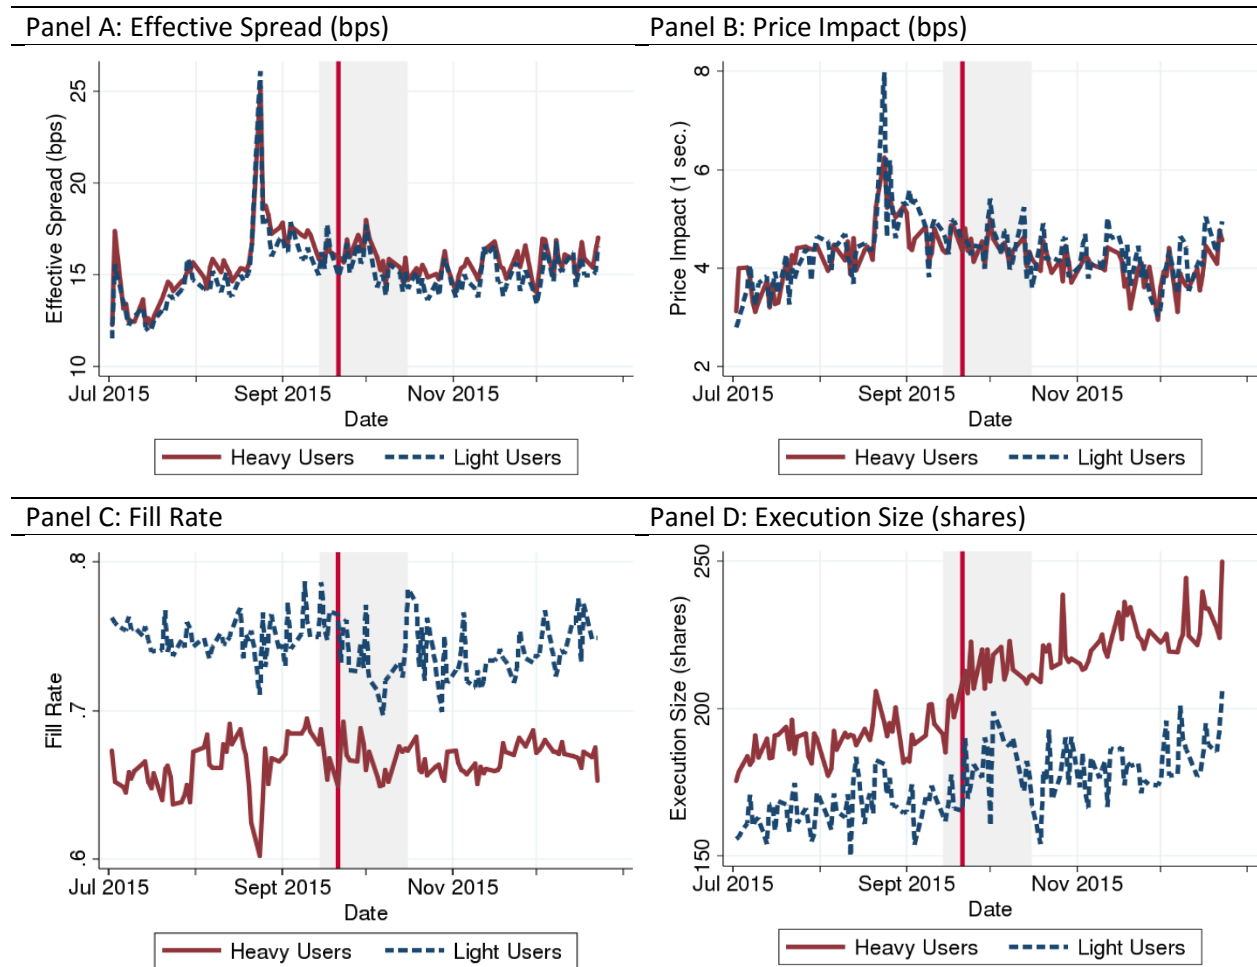 Panel A: Effective Spread (bps)
Effective Spread (bps)
25
20
15
10
Jul 2015 Sept 2015 Nov 2015
Date
Heavy Users Light Users
Panel B: Price Impact (bps)
Price Impact (1 sec.)
8
6
4
2
Jul 2015 Sept 2015 Nov 2015
Date
Heavy Users Light Users
Panel C: Fill Rate
Fill Rate
.8
.7
.6
Jul 2015 Sept 2015 Nov 2015
Date
Heavy Users Light Users
Panel D: Execution Size (shares)
Execution Size (shares)
250
200
150
Jul 2015 Sept 2015 Nov 2015
Date
Heavy Users Light Users